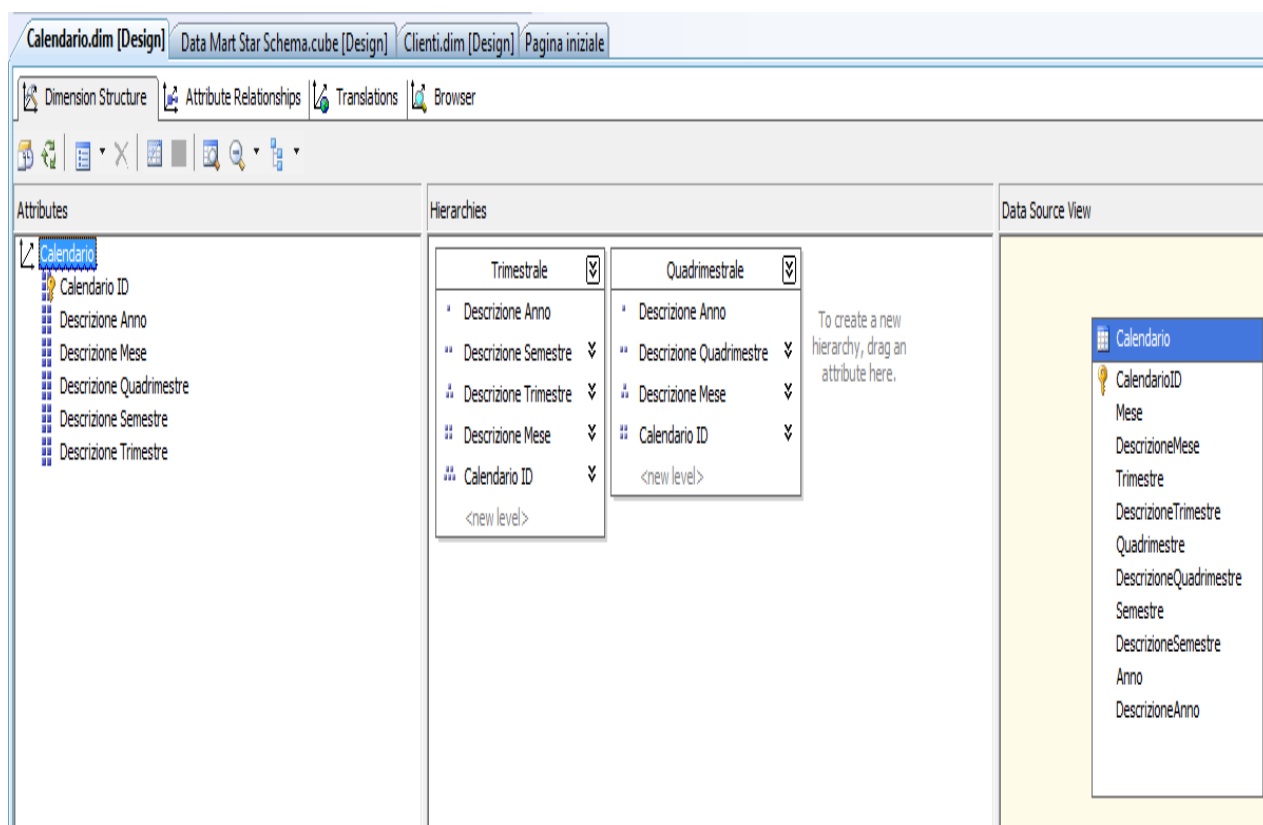 Calendario.dim [Design] Data Mart Star Schema.cube [Design] Clienti.dim [Design] Pagina iniziale
Dimension Structure Attribute Relationships Translations Browser
Attributes
Calendario
Calendario ID
Descrizione Anno
Descrizione Mese
Descrizione Quadrimestre
Descrizione Semestre
Descrizione Trimestre
Hierarchies
Trimestrale
Descrizione Anno
Descrizione Semestre
Descrizione Trimestre
Descrizione Mese
Calendario ID
<new level>
Quadrimestrale
Descrizione Anno
Descrizione Quadrimestre
Descrizione Mese
Calendario ID
<new level>
To create a new
hierarchy, drag an
attribute here.
Data Source View
Calendario
CalendarioID
Mese
DescrizioneMese
Trimestre
DescrizioneTrimestre
Quadrimestre
DescrizioneQuadrimestre
Semestre
DescrizioneSemestre
Anno
DescrizioneAnno